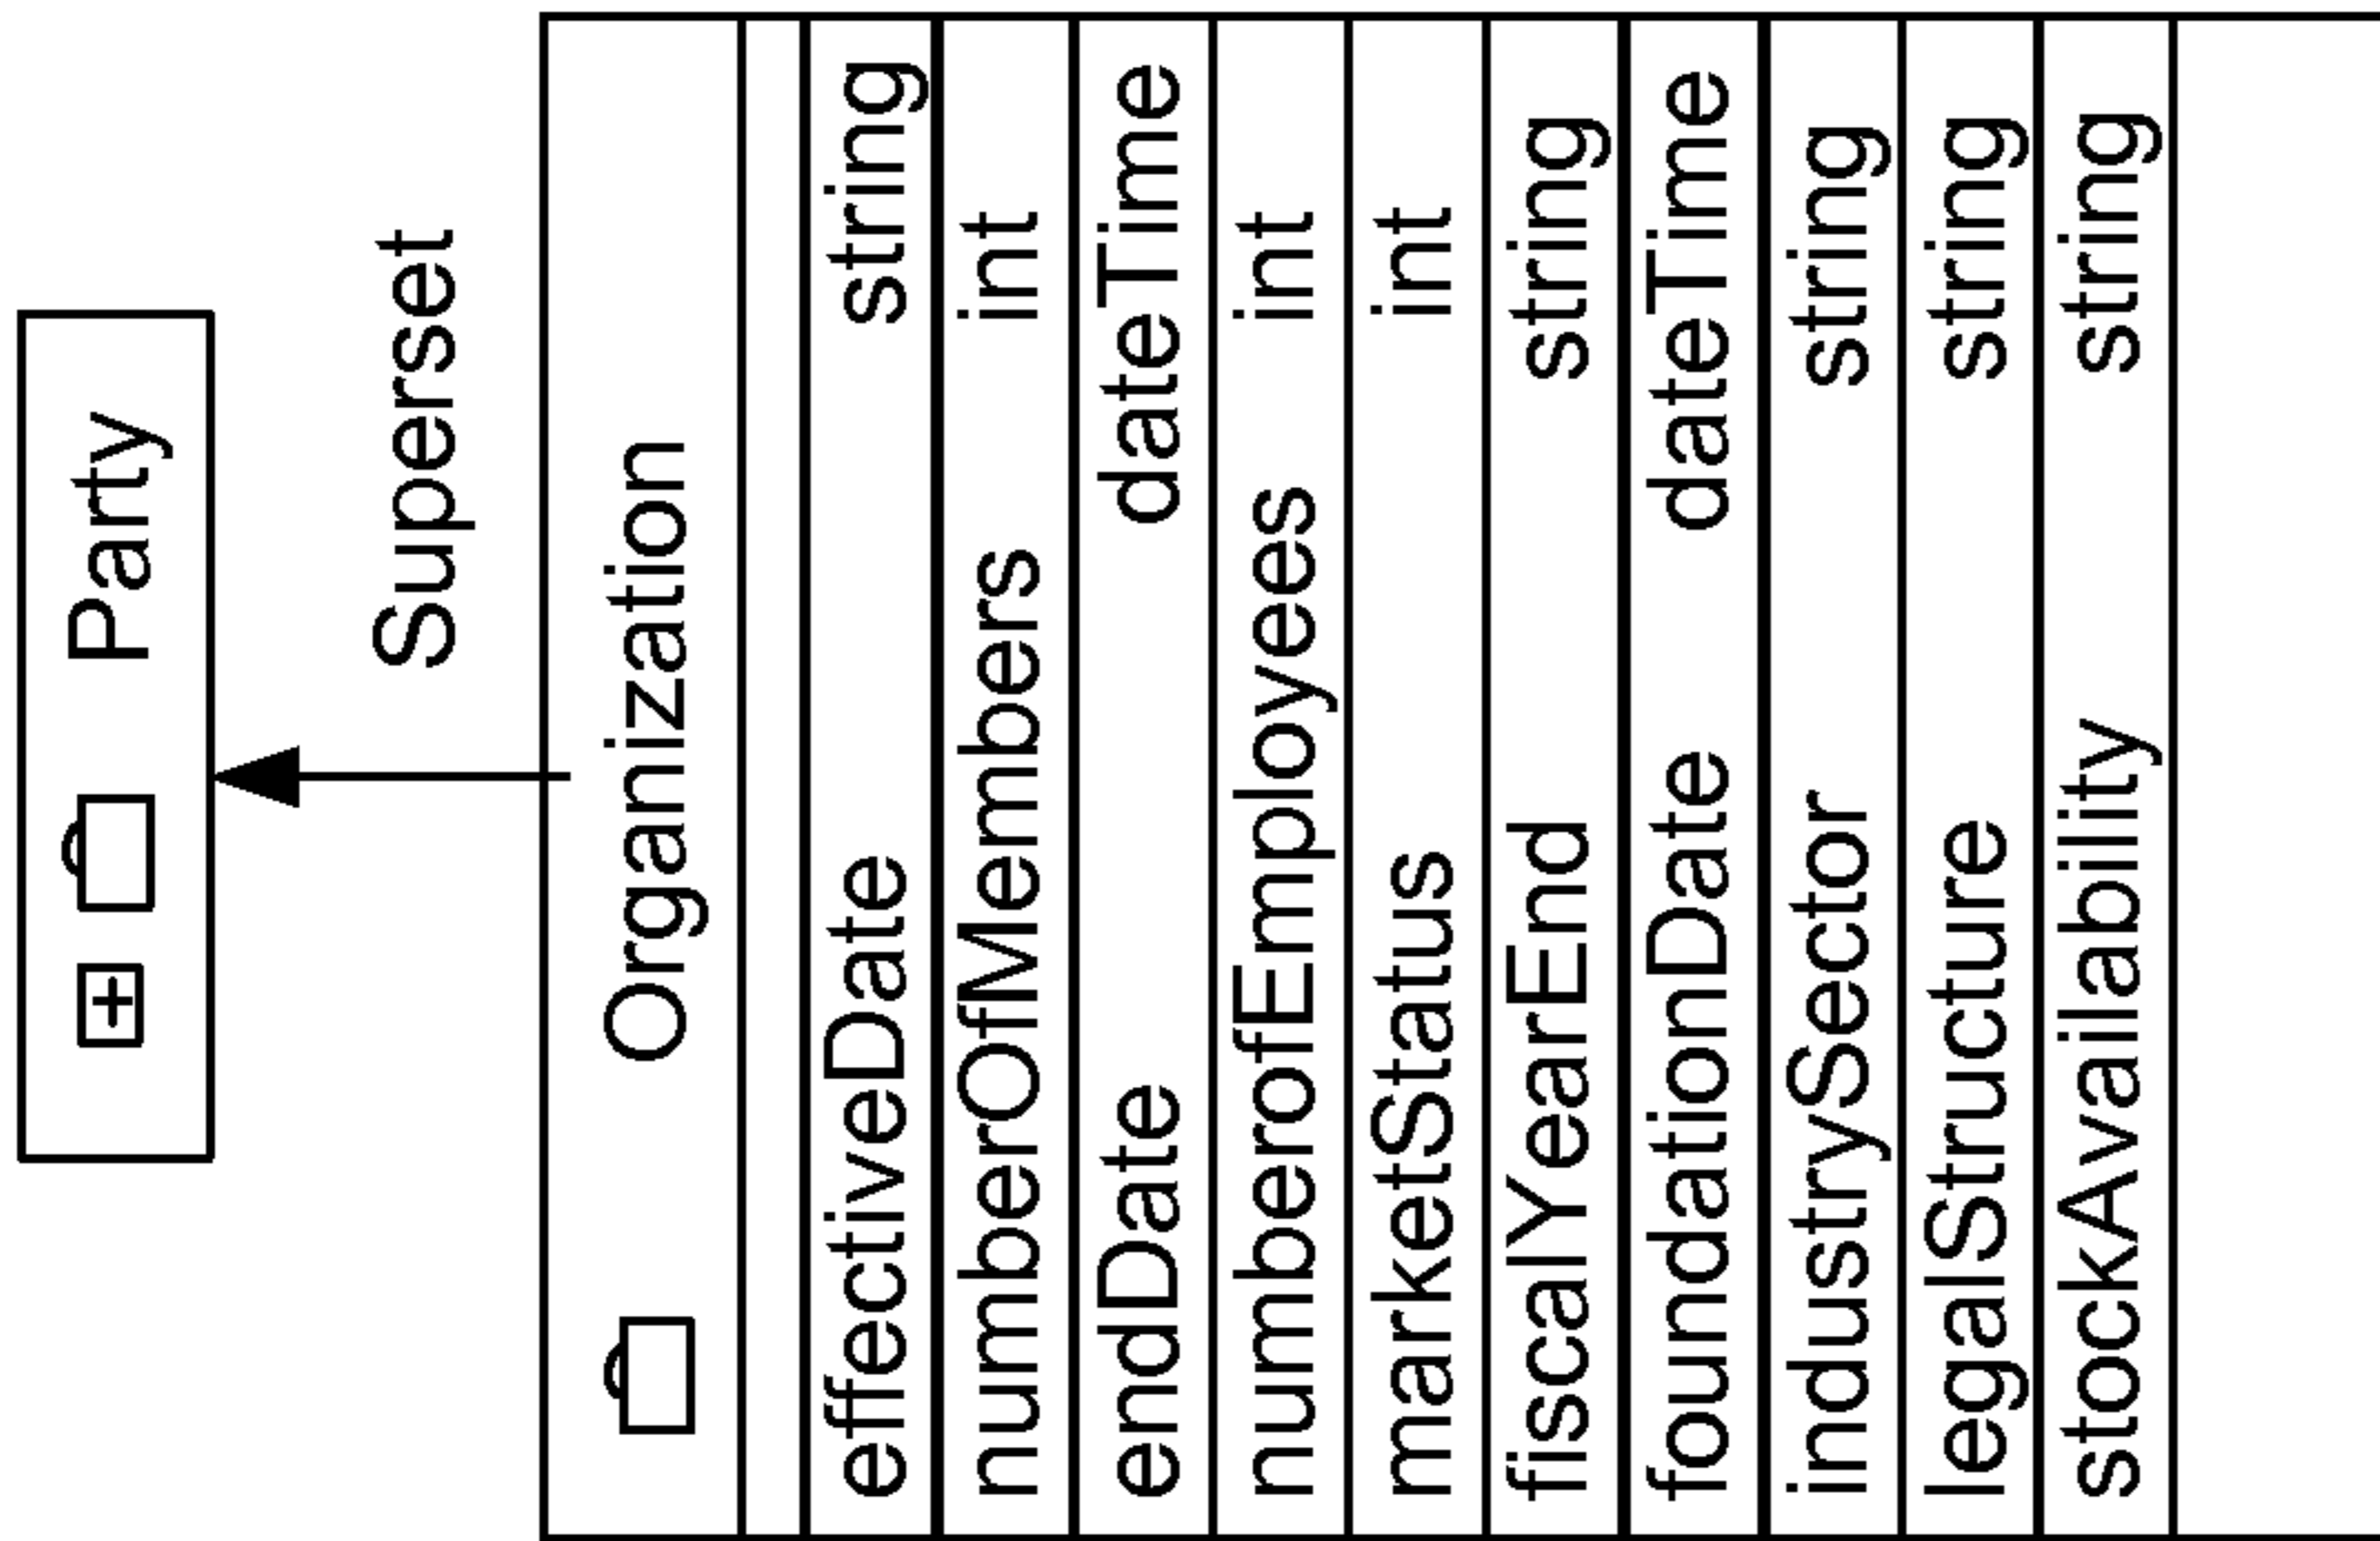 Party
Superset
Organization
effectiveDate string
numberOfMembers int
endDate dateTime
numberofEmployees int
marketStatus int
fiscalYearEnd string
foundationDate dateTime
industrySector string
legalStructure string
stockAvailability string